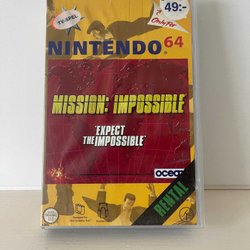 TV-SPEL
49:-
Only For
NINTENDO 64
MISSION: IMPOSSIBLE
"EXPECT
THE IMPOSSIBLE"
ocean
RENTAL